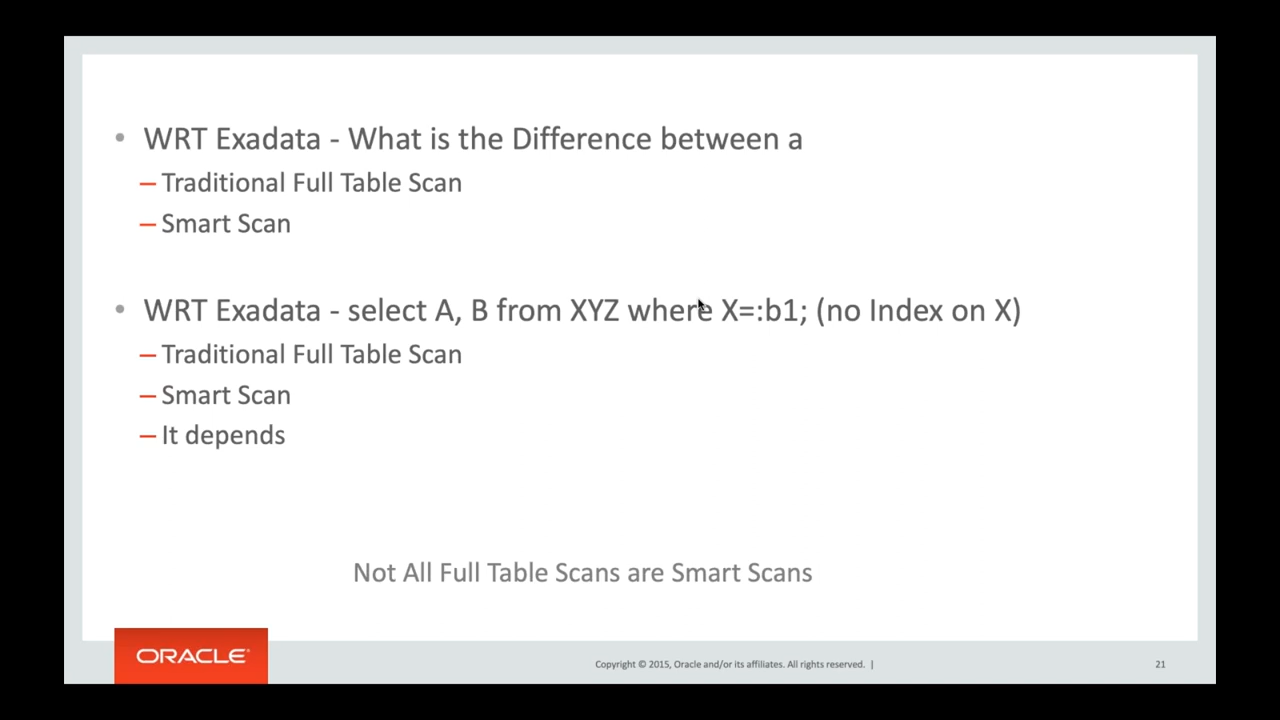 • WRT Exadata - What is the Difference between a
– Traditional Full Table Scan
– Smart Scan
• WRT Exadata - select A, B from XYZ where X=:b1; (no Index on X)
– Traditional Full Table Scan
– Smart Scan
– It depends
Not All Full Table Scans are Smart Scans
ORACLE®
Copyright © 2015, Oracle and/or its affiliates. All rights reserved. |
21